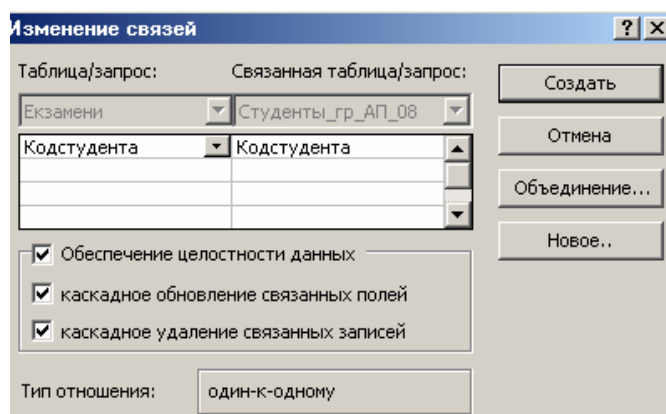 Изменение связей
Таблица/запрос: Связанная таблица/запрос:
Создать
Екзамени Студенты_гр_АП_08
Отмена
Кодстудента Кодстудента
Объединение...
Новое..
Обеспечение целостности данных
каскадное обновление связанных полей
каскадное удаление связанных записей
Тип отношения: один-к-одному